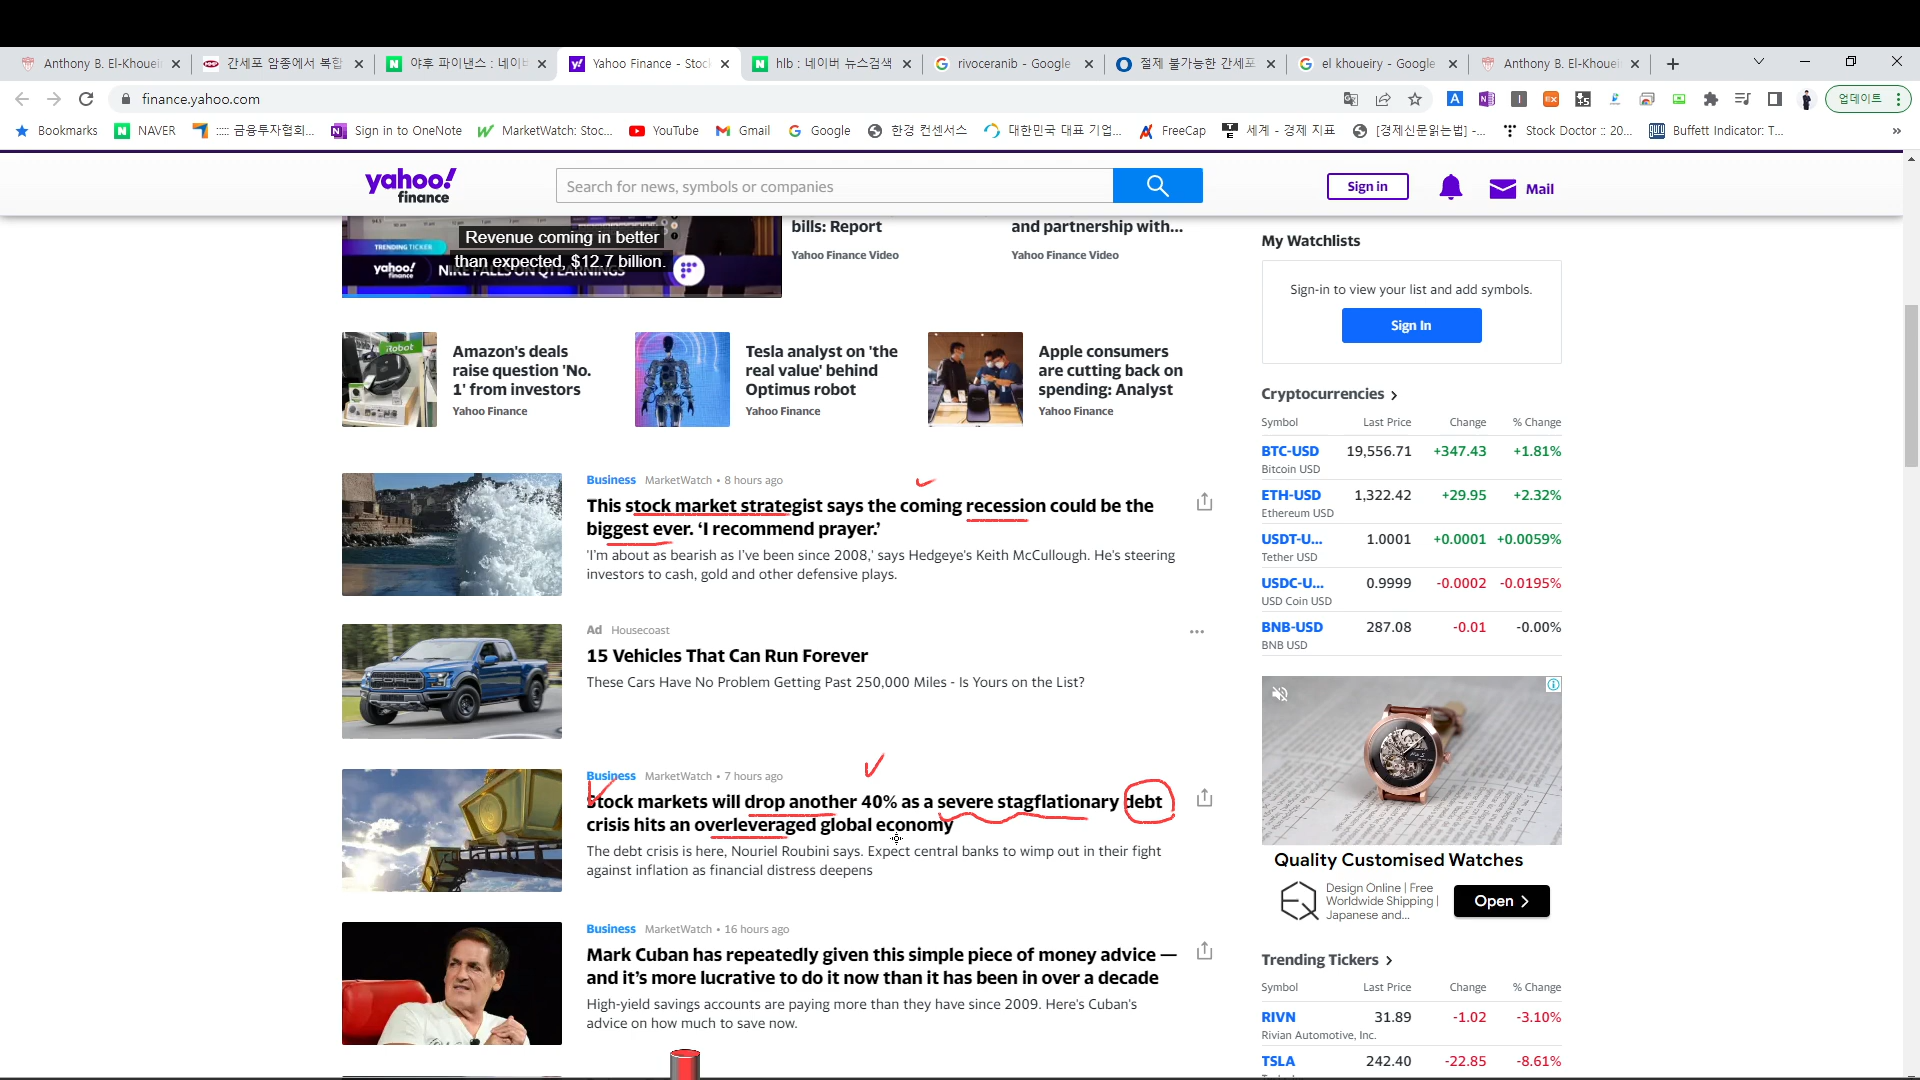 Anthony B. El-Khouei
간세포 암종에서 복합
야후 파이낸스 : 네이버
Yahoo Finance - Stoc
hlb : 네이버 뉴스검색
rivoceranib - Google
절제 불가능한 간세포
el khoueiry - Google
Anthony B. El-Khouei
finance.yahoo.com
업데이트
Bookmarks
NAVER
::::: 금융투자협회...
Sign in to OneNote
MarketWatch: Stoc...
YouTube
Gmail
Google
한경 컨센서스
대한민국 대표 기업...
FreeCap
세계 - 경제 지표
[경제신문읽는법] -...
Stock Doctor :: 20...
Buffett Indicator: T...
yahoo!
finance
Search for news, symbols or companies
Sign in
Mail
Revenue coming in better
than expected, $12.7 billion.
TRENDING TICKER
yahoo!
finance
NIKE FALLS ON Q1 EARNINGS
bills: Report
Yahoo Finance Video
and partnership with...
Yahoo Finance Video
iRobot
Amazon's deals
raise question 'No.
1' from investors
Yahoo Finance
Tesla analyst on 'the
real value' behind
Optimus robot
Yahoo Finance
Apple consumers
are cutting back on
spending: Analyst
Yahoo Finance
Business MarketWatch • 8 hours ago
This stock market strategist says the coming recession could be the
biggest ever. ‘I recommend prayer.’
'I’m about as bearish as I’ve been since 2008,’ says Hedgeye’s Keith McCullough. He’s steering
investors to cash, gold and other defensive plays.
Ad Housecoast
15 Vehicles That Can Run Forever
These Cars Have No Problem Getting Past 250,000 Miles - Is Yours on the List?
FORD
Business MarketWatch • 7 hours ago
Stock markets will drop another 40% as a severe stagflationary debt
crisis hits an overleveraged global economy
The debt crisis is here, Nouriel Roubini says. Expect central banks to wimp out in their fight
against inflation as financial distress deepens
Business MarketWatch • 16 hours ago
Mark Cuban has repeatedly given this simple piece of money advice —
and it’s more lucrative to do it now than it has been in over a decade
High-yield savings accounts are paying more than they have since 2009. Here's Cuban's
advice on how much to save now.
My Watchlists
Sign-in to view your list and add symbols.
Sign In
Cryptocurrencies
Symbol Last Price Change % Change
BTC-USD 19,556.71 +347.43 +1.81%
Bitcoin USD
ETH-USD 1,322.42 +29.95 +2.32%
Ethereum USD
USDT-U... 1.0001 +0.0001 +0.0059%
Tether USD
USDC-U... 0.9999 -0.0002 -0.0195%
USD Coin USD
BNB-USD 287.08 -0.01 -0.00%
BNB USD
Quality Customised Watches
Design Online | Free
Worldwide Shipping |
Japanese and...
Open
Trending Tickers
Symbol Last Price Change % Change
RIVN 31.89 -1.02 -3.10%
Rivian Automotive, Inc.
TSLA 242.40 -22.85 -8.61%